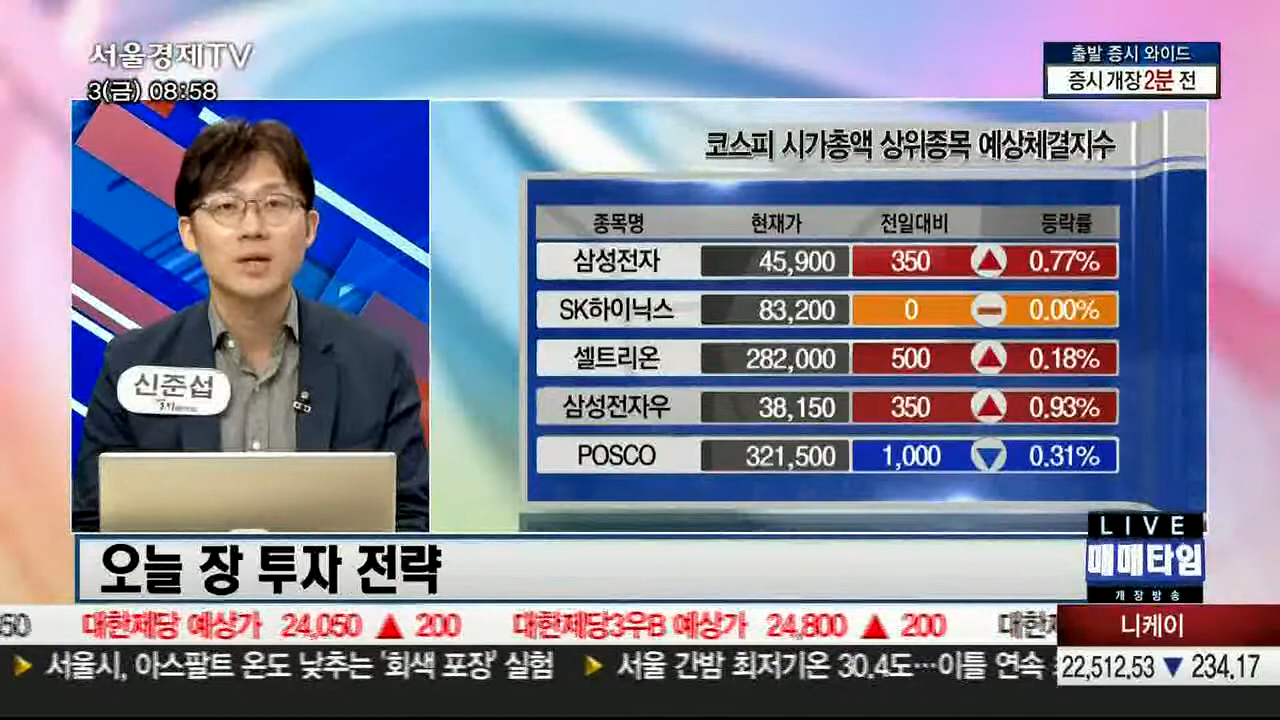 서울경제TV
3(금) 08:58
출발 증시 와이드
증시 개장 2분 전
코스피 시가총액 상위종목 예상체결지수
종목명 현재가 전일대비 등락률
삼성전자 45,900 350 ▲ 0.77%
SK하이닉스 83,200 0 - 0.00%
셀트리온 282,000 500 ▲ 0.18%
삼성전자우 38,150 350 ▲ 0.93%
POSCO 321,500 1,000 ▼ 0.31%
신준섭
오늘 장 투자 전략
LIVE
매매타임
개장방송
50 대한제당 예상가 24,050 ▲ 200 대한제당3우B 예상가 24,800 ▲ 200 대한제
니케이
서울시, 아스팔트 온도 낮추는 '회색 포장' 실험 서울 간밤 최저기온 30.4도…이틀 연속
22,512.53 ▼ 234.17